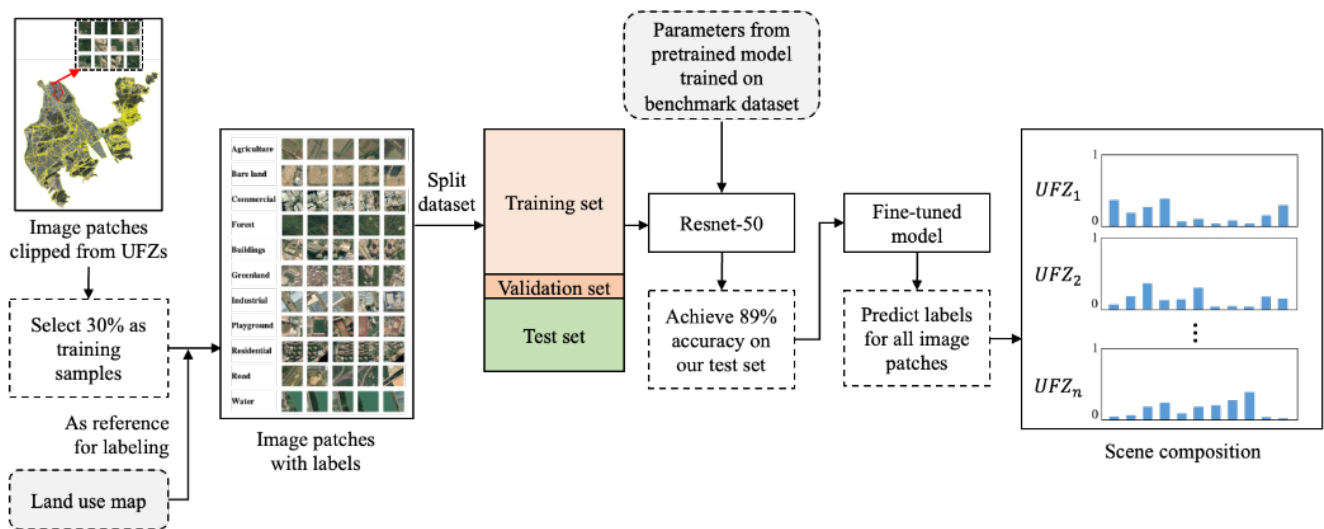 Image patches
clipped from UFZs
Select 30% as
training
samples
As reference
for labeling
Land use map
Agriculture
Bare land
Commercial
Forest
Buildings
Greenland
Industrial
Playground
Residential
Road
Water
Image patches
with labels
Split
dataset
Training set
Validation set
Test set
Parameters from
pretrained model
trained on
benchmark dataset
Resnet-50
Achieve 89%
accuracy on
our test set
Fine-tuned
model
Predict labels
for all image
patches
1
UFZ₁
0
1
UFZ₂
0
⋮
1
UFZₙ
0
Scene composition